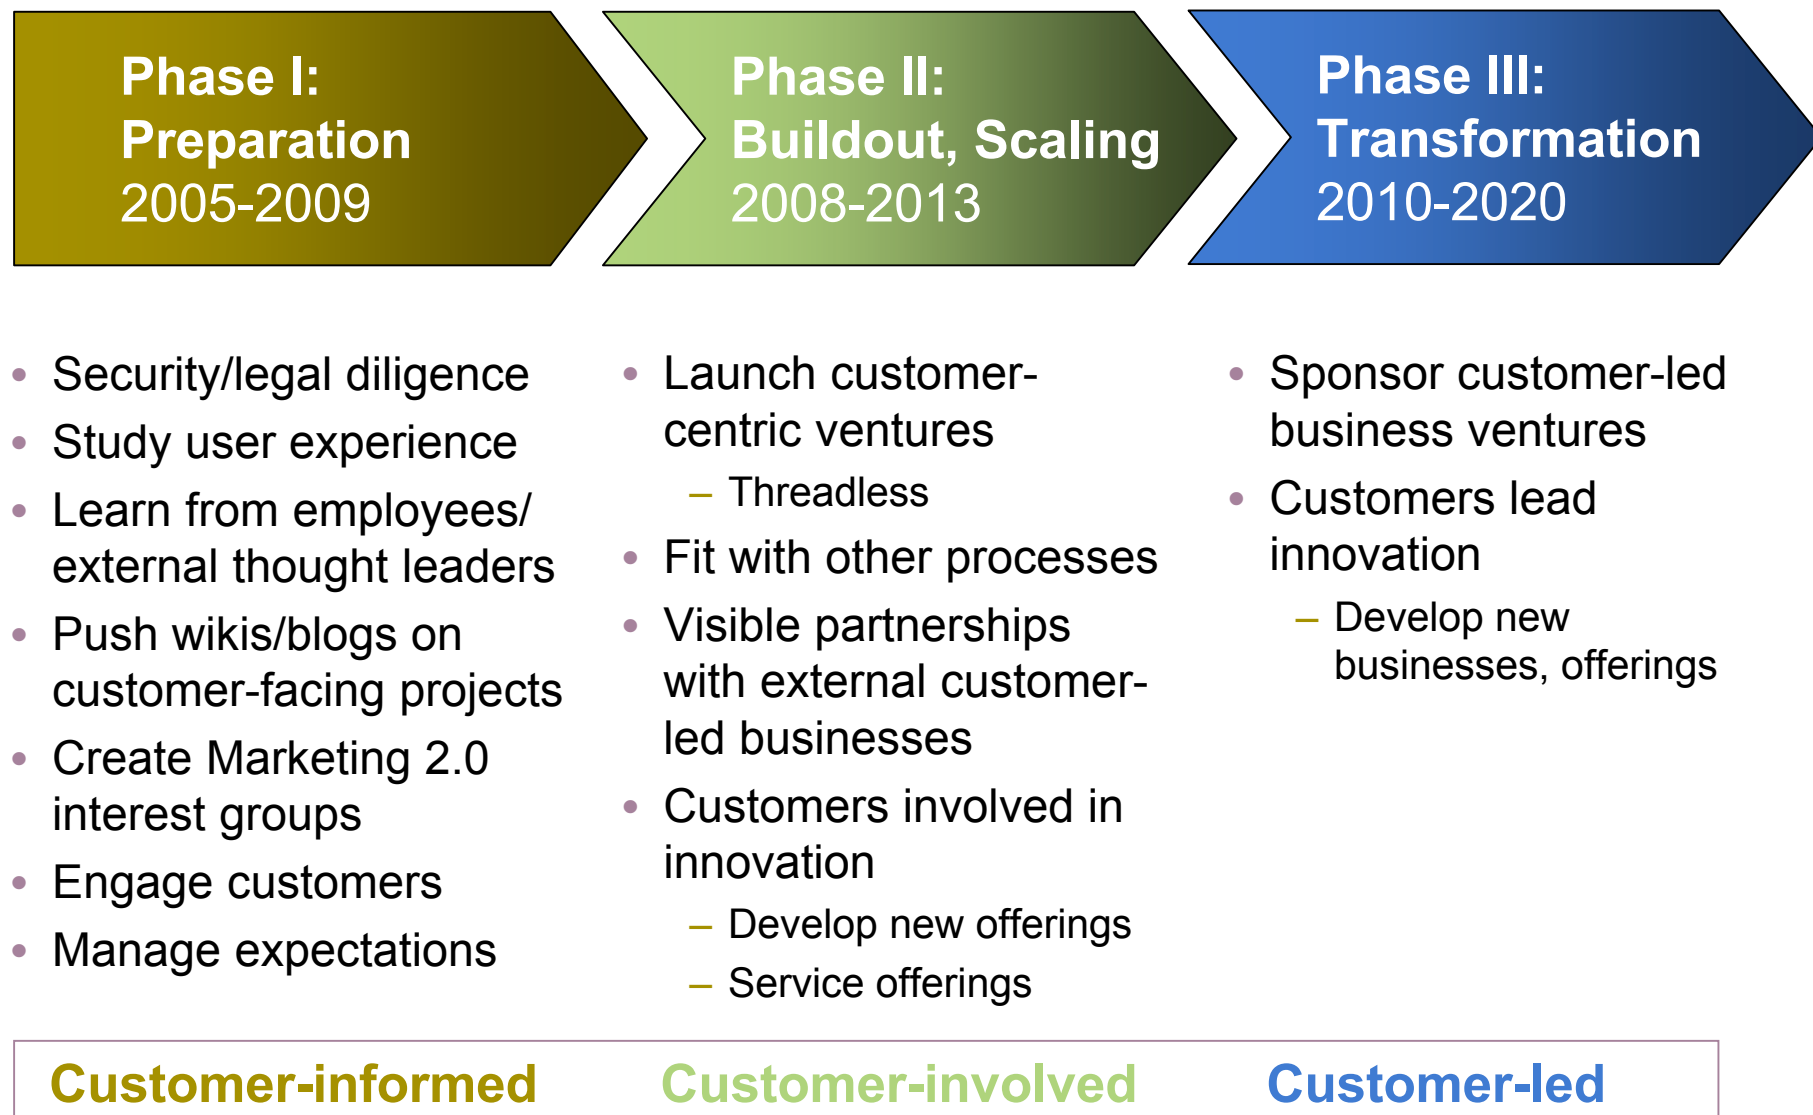 Phase I:
Preparation
2005-2009
Phase II:
Buildout, Scaling
2008-2013
Phase III:
Transformation
2010-2020
• Security/legal diligence
• Study user experience
• Learn from employees/
external thought leaders
• Push wikis/blogs on
customer-facing projects
• Create Marketing 2.0
interest groups
• Engage customers
• Manage expectations
• Launch customer-
centric ventures
– Threadless
• Fit with other processes
• Visible partnerships
with external customer-
led businesses
• Customers involved in
innovation
– Develop new offerings
– Service offerings
• Sponsor customer-led
business ventures
• Customers lead
innovation
– Develop new
businesses, offerings
Customer-informed
Customer-involved
Customer-led